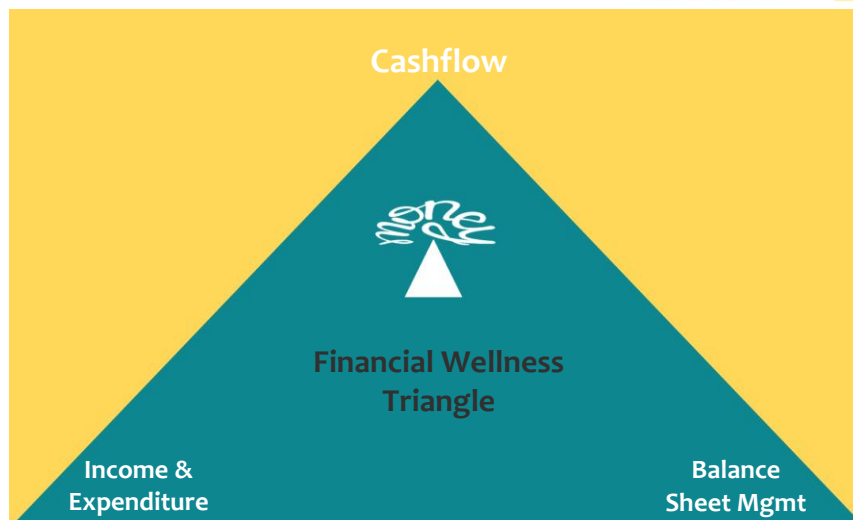 Cashflow
money
Financial Wellness
Triangle
Income &
Expenditure
Balance
Sheet Mgmt